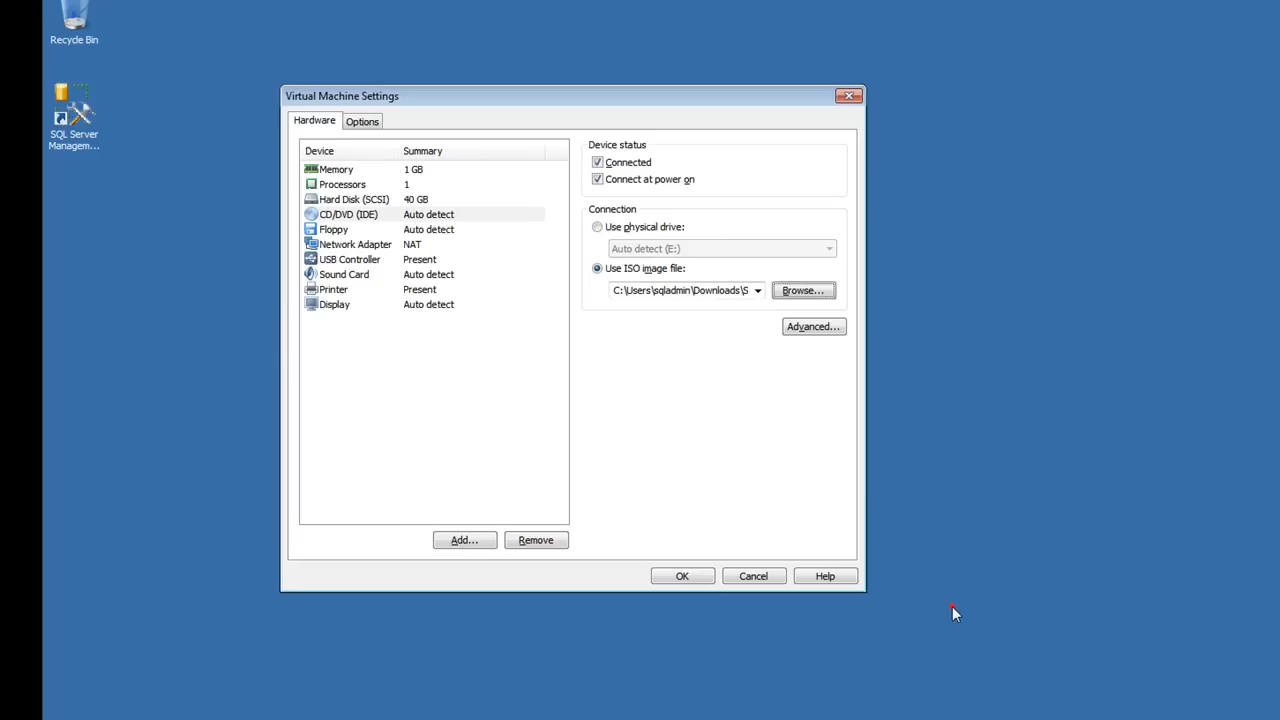 Recycle Bin
SQL Server
Managem...
Virtual Machine Settings
Hardware Options
Device Summary
Memory 1 GB
Processors 1
Hard Disk (SCSI) 40 GB
CD/DVD (IDE) Auto detect
Floppy Auto detect
Network Adapter NAT
USB Controller Present
Sound Card Auto detect
Printer Present
Display Auto detect
Add... Remove
Device status
Connected
Connect at power on
Connection
Use physical drive:
Auto detect (E:)
Use ISO image file:
C:\Users\sqladmin\Downloads\S Browse...
Advanced...
OK Cancel Help